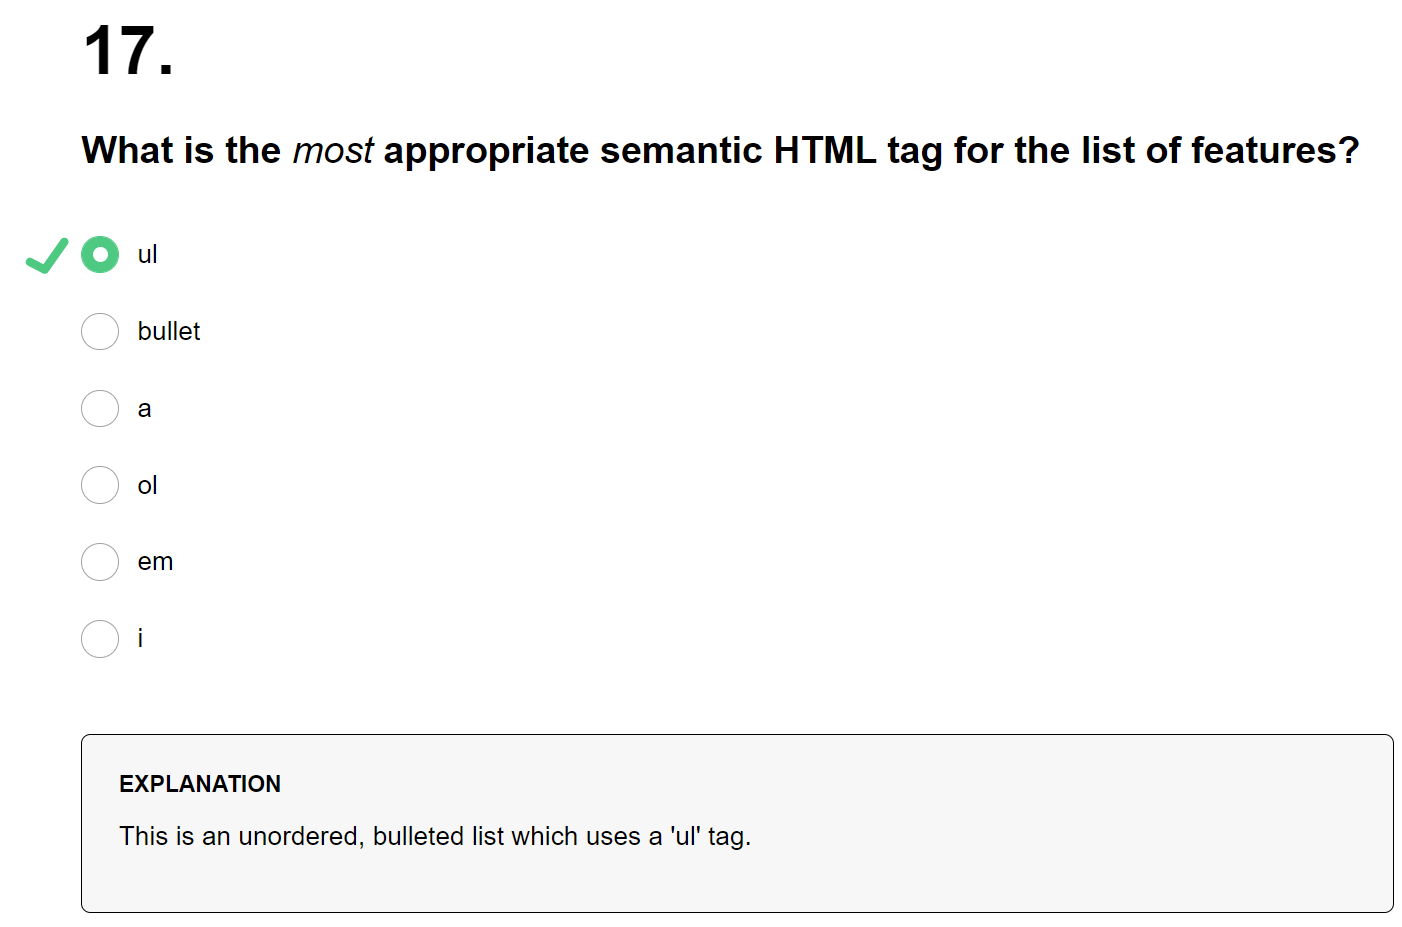 17.
What is the most appropriate semantic HTML tag for the list of features?
ul
bullet
a
ol
em
i
EXPLANATION
This is an unordered, bulleted list which uses a 'ul' tag.